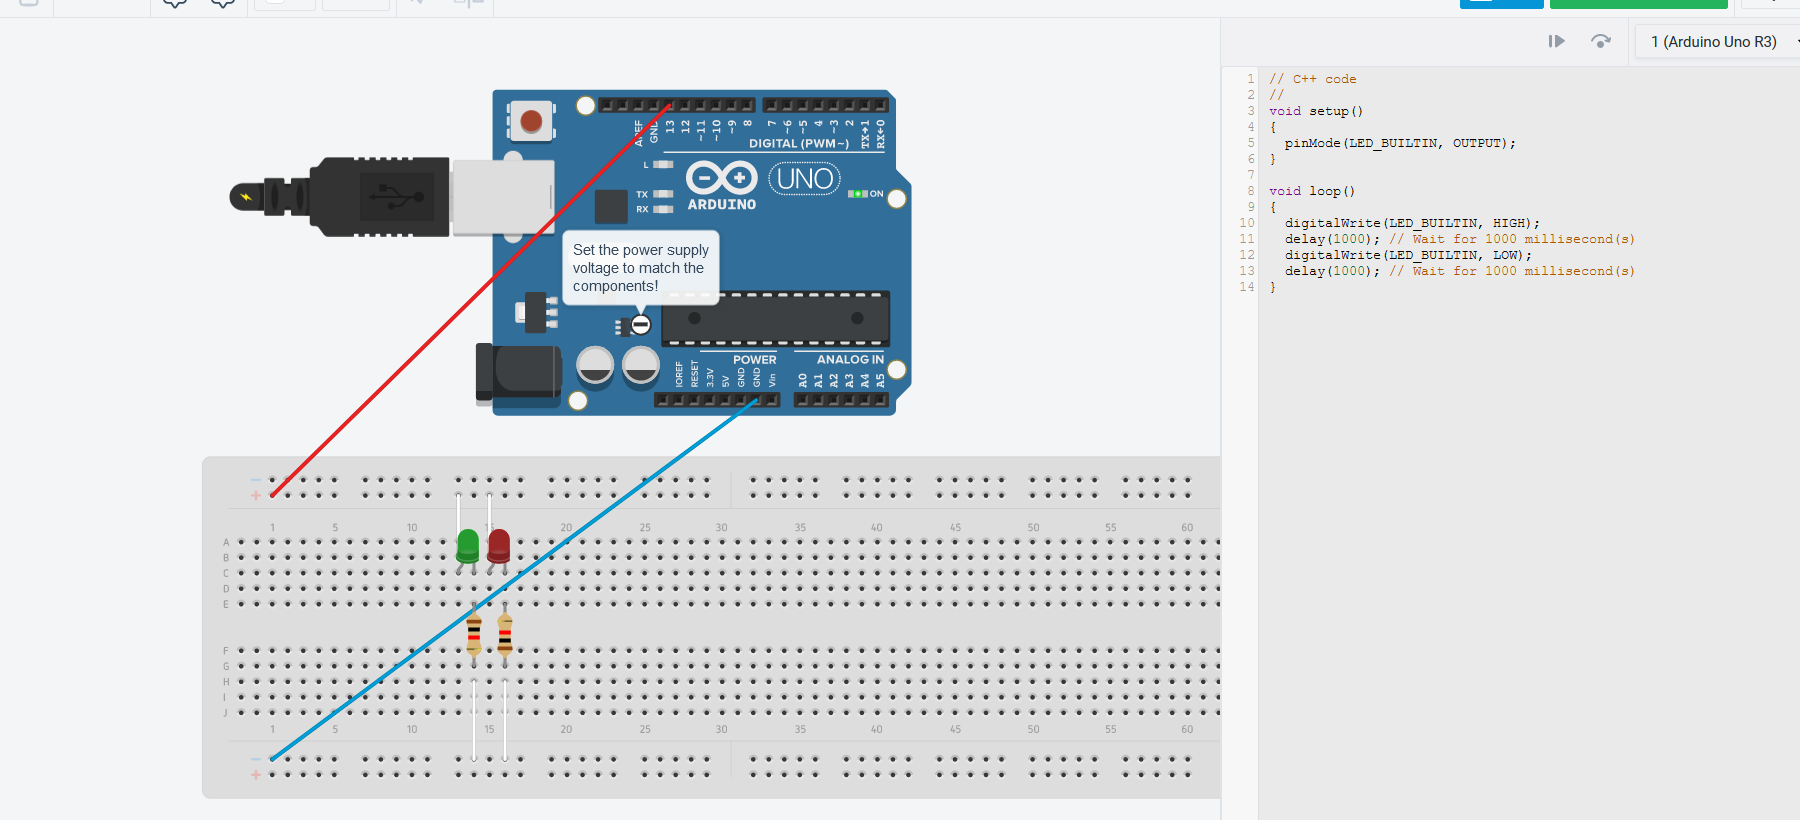 1 (Arduino Uno R3)
AREF
GND
13
12
~11
~10
~9
8
7
~6
~5
4
~3
2
TX→1
RX←0
DIGITAL (PWM~)
L
TX
RX
UNO
ON
ARDUINO
Set the power supply
voltage to match the
components!
POWER
ANALOG IN
IOREF
RESET
3.3V
5V
GND
GND
Vin
A0
A1
A2
A3
A4
A5
− 
+
1 5 10 15 20 25 30 35 40 45 50 55 60
A
B
C
D
E
F
G
H
I
J
1 5 10 15 20 25 30 35 40 45 50 55 60
−
+
1 // C++ code
2 //
3 void setup()
4 {
5 pinMode(LED_BUILTIN, OUTPUT);
6 }
7
8 void loop()
9 {
10 digitalWrite(LED_BUILTIN, HIGH);
11 delay(1000); // Wait for 1000 millisecond(s)
12 digitalWrite(LED_BUILTIN, LOW);
13 delay(1000); // Wait for 1000 millisecond(s)
14 }